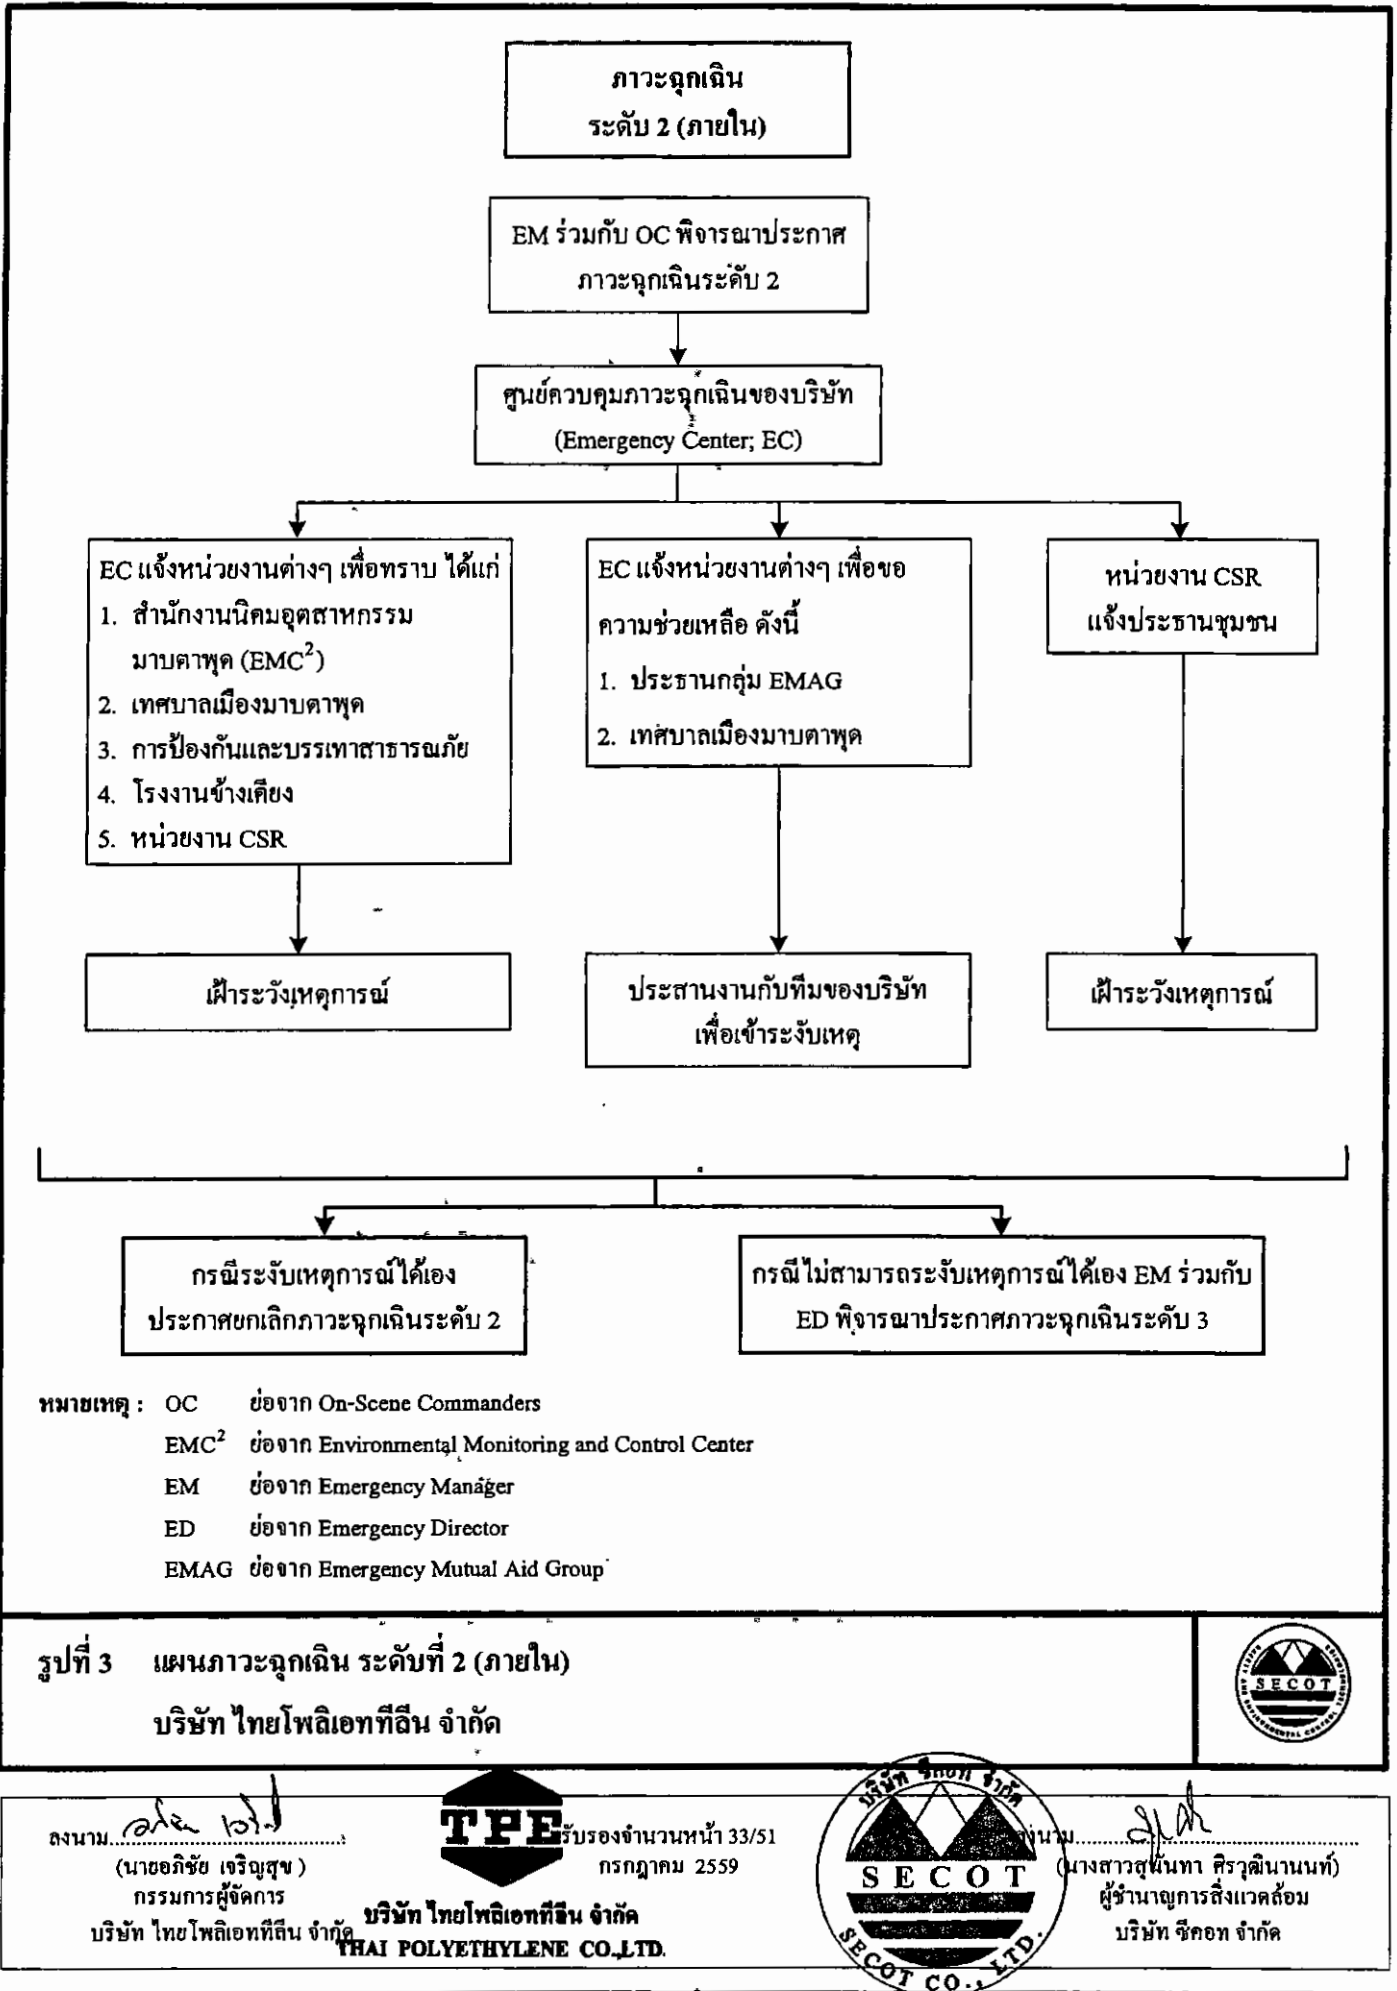 ภาวะฉุกเฉิน
ระดับ 2 (ภายใน)
EM ร่วมกับ OC พิจารณาประกาศ
ภาวะฉุกเฉินระดับ 2
ศูนย์ควบคุมภาวะฉุกเฉินของบริษัท
(Emergency Center; EC)
EC แจ้งหน่วยงานต่างๆ เพื่อทราบ ได้แก่
1. สำนักงานนิคมอุตสาหกรรม
มาบตาพุด (EMC²)
2. เทศบาลเมืองมาบตาพุด
3. การป้องกันและบรรเทาสาธารณภัย
4. โรงงานข้างเคียง
5. หน่วยงาน CSR
EC แจ้งหน่วยงานต่างๆ เพื่อขอ
ความช่วยเหลือ ดังนี้
1. ประธานกลุ่ม EMAG
2. เทศบาลเมืองมาบตาพุด
หน่วยงาน CSR
แจ้งประธานชุมชน
เฝ้าระวังเหตุการณ์
ประสานงานกับทีมของบริษัท
เพื่อเข้าระงับเหตุ
เฝ้าระวังเหตุการณ์
กรณีระงับเหตุการณ์ได้เอง
ประกาศยกเลิกภาวะฉุกเฉินระดับ 2
กรณีไม่สามารถระงับเหตุการณ์ได้เอง EM ร่วมกับ
ED พิจารณาประกาศภาวะฉุกเฉินระดับ 3
หมายเหตุ : OC ย่อจาก On-Scene Commanders
EMC² ย่อจาก Environmental Monitoring and Control Center
EM ย่อจาก Emergency Manager
ED ย่อจาก Emergency Director
EMAG ย่อจาก Emergency Mutual Aid Group
รูปที่ 3 แผนภาวะฉุกเฉิน ระดับที่ 2 (ภายใน)
บริษัท ไทยโพลิเอททีลีน จำกัด
SECOT
ลงนาม
(นายอภิชัย เจริญสุข)
กรรมการผู้จัดการ
บริษัท ไทยโพลิเอททีลีน จำกัด
TPE
รับรองจำนวนหน้า 33/51
กรกฎาคม 2559
บริษัท ไทยโพลิเอททีลีน จำกัด
THAI POLYETHYLENE CO.,LTD.
บริษัท ซีคอท จำกัด
SECOT
SECOT CO., LTD.
ลงนาม
(นางสาวสุนันทา ศิรวุฒินานนท์)
ผู้ชำนาญการสิ่งแวดล้อม
บริษัท ซีคอท จำกัด